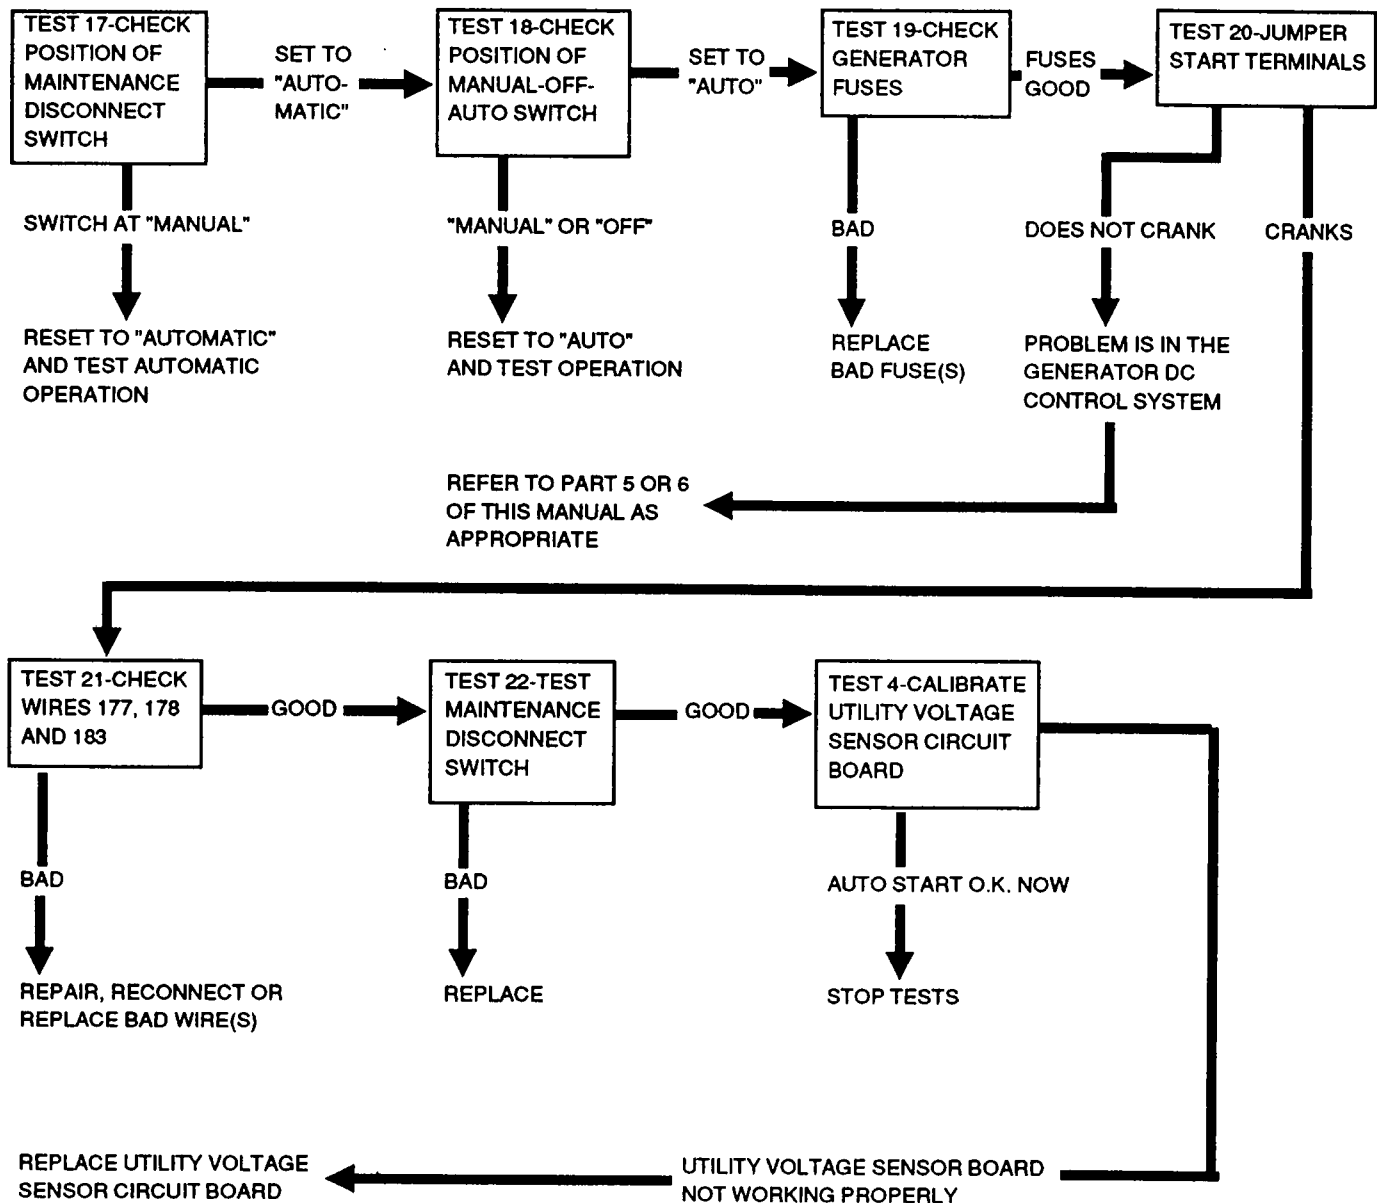 TEST 17-CHECK
POSITION OF
MAINTENANCE
DISCONNECT
SWITCH
SET TO
"AUTO-
MATIC"
TEST 18-CHECK
POSITION OF
MANUAL-OFF-
AUTO SWITCH
SET TO
"AUTO"
TEST 19-CHECK
GENERATOR
FUSES
FUSES
GOOD
TEST 20-JUMPER
START TERMINALS
SWITCH AT "MANUAL"
"MANUAL" OR "OFF"
BAD
DOES NOT CRANK
CRANKS
RESET TO "AUTOMATIC"
AND TEST AUTOMATIC
OPERATION
RESET TO "AUTO"
AND TEST OPERATION
REPLACE
BAD FUSE(S)
PROBLEM IS IN THE
GENERATOR DC
CONTROL SYSTEM
REFER TO PART 5 OR 6
OF THIS MANUAL AS
APPROPRIATE
TEST 21-CHECK
WIRES 177, 178
AND 183
GOOD
TEST 22-TEST
MAINTENANCE
DISCONNECT
SWITCH
GOOD
TEST 4-CALIBRATE
UTILITY VOLTAGE
SENSOR CIRCUIT
BOARD
BAD
BAD
AUTO START O.K. NOW
REPAIR, RECONNECT OR
REPLACE BAD WIRE(S)
REPLACE
STOP TESTS
REPLACE UTILITY VOLTAGE
SENSOR CIRCUIT BOARD
UTILITY VOLTAGE SENSOR BOARD
NOT WORKING PROPERLY